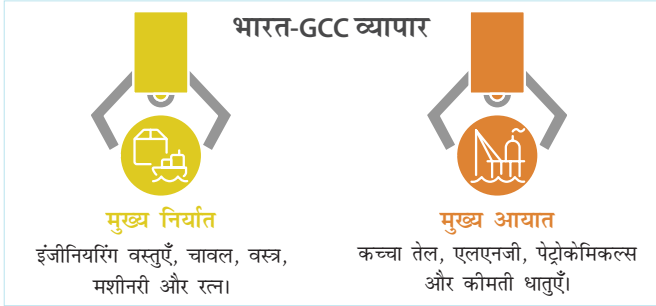 भारत-GCC व्यापार
मुख्य निर्यात
इंजीनियरिंग वस्तुएँ, चावल, वस्त्र,
मशीनरी और रत्न।
मुख्य आयात
कच्चा तेल, एलएनजी, पेट्रोकेमिकल्स
और कीमती धातुएँ।